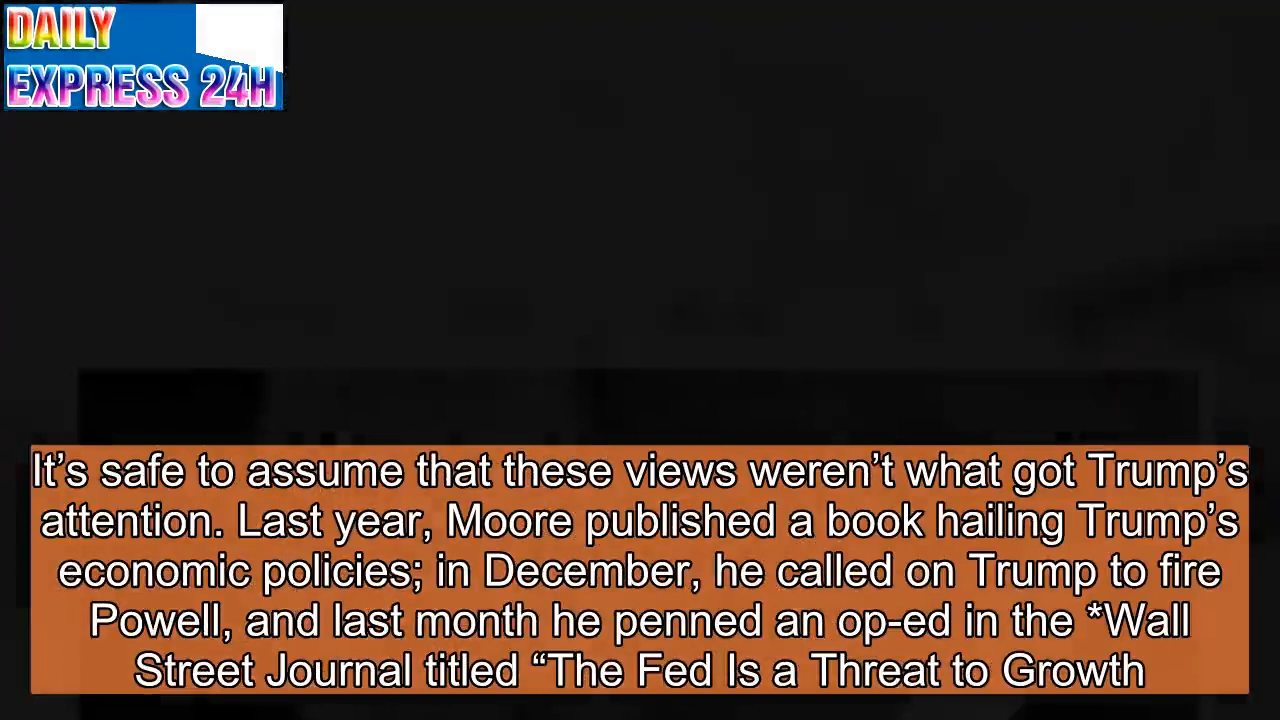 DAILY
EXPRESS 24H
It’s safe to assume that these views weren’t what got Trump’s
attention. Last year, Moore published a book hailing Trump’s
economic policies; in December, he called on Trump to fire
Powell, and last month he penned an op-ed in the *Wall
Street Journal titled “The Fed Is a Threat to Growth